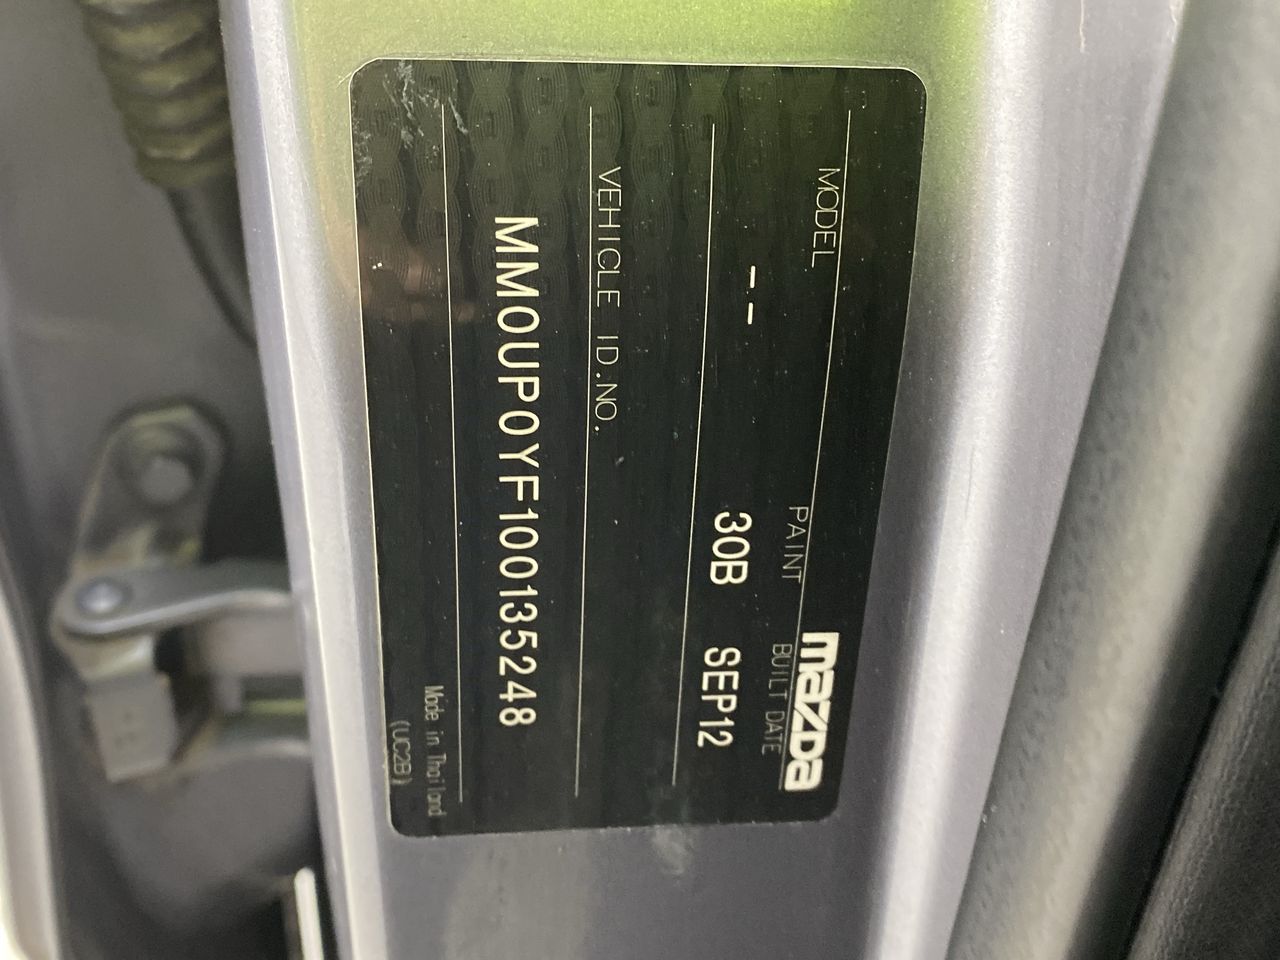 mazda
MODEL PAINT BUILT DATE
-- 30B SEP12
VEHICLE ID.NO.
MM0UP0YF100135248
Made in Thailand
(UC2B)